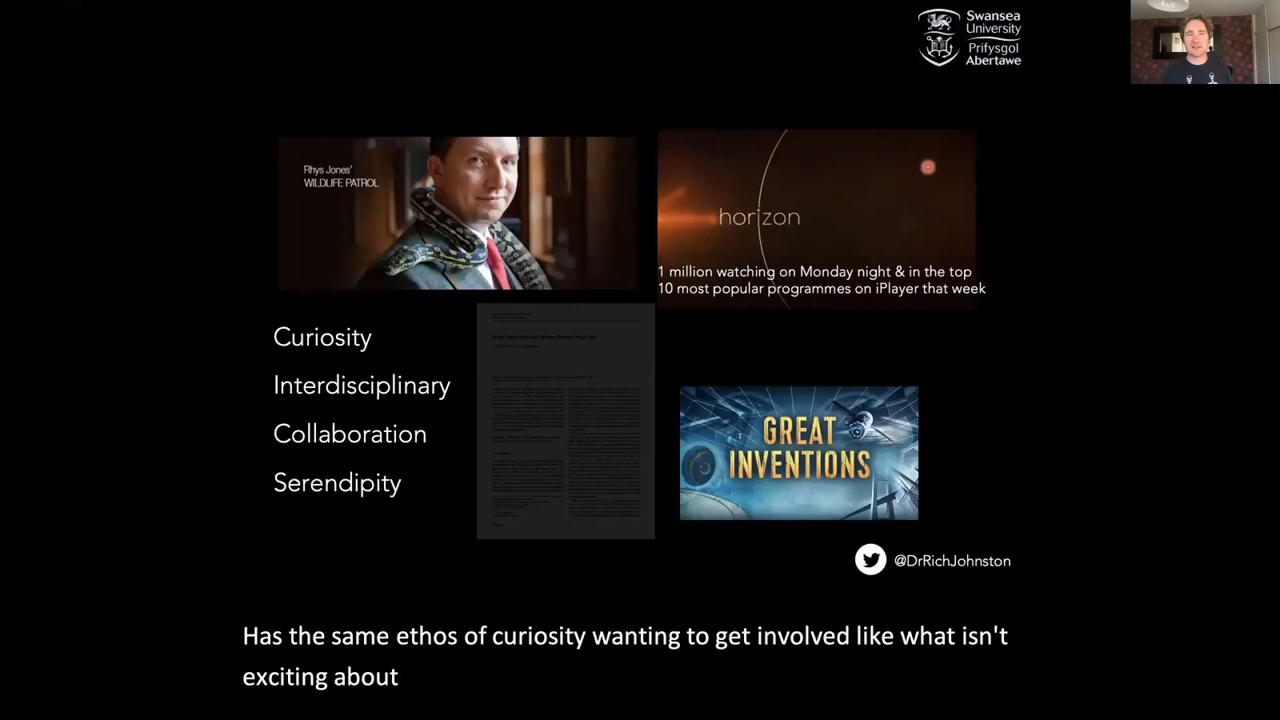 Swansea
University
Prifysgol
Abertawe
Rhys Jones'
WILDLIFE PATROL
horizon
1 million watching on Monday night & in the top
10 most popular programmes on iPlayer that week
Curiosity
Interdisciplinary
Collaboration
Serendipity
GREAT
INVENTIONS
@DrRichJohnston
Has the same ethos of curiosity wanting to get involved like what isn't
exciting about